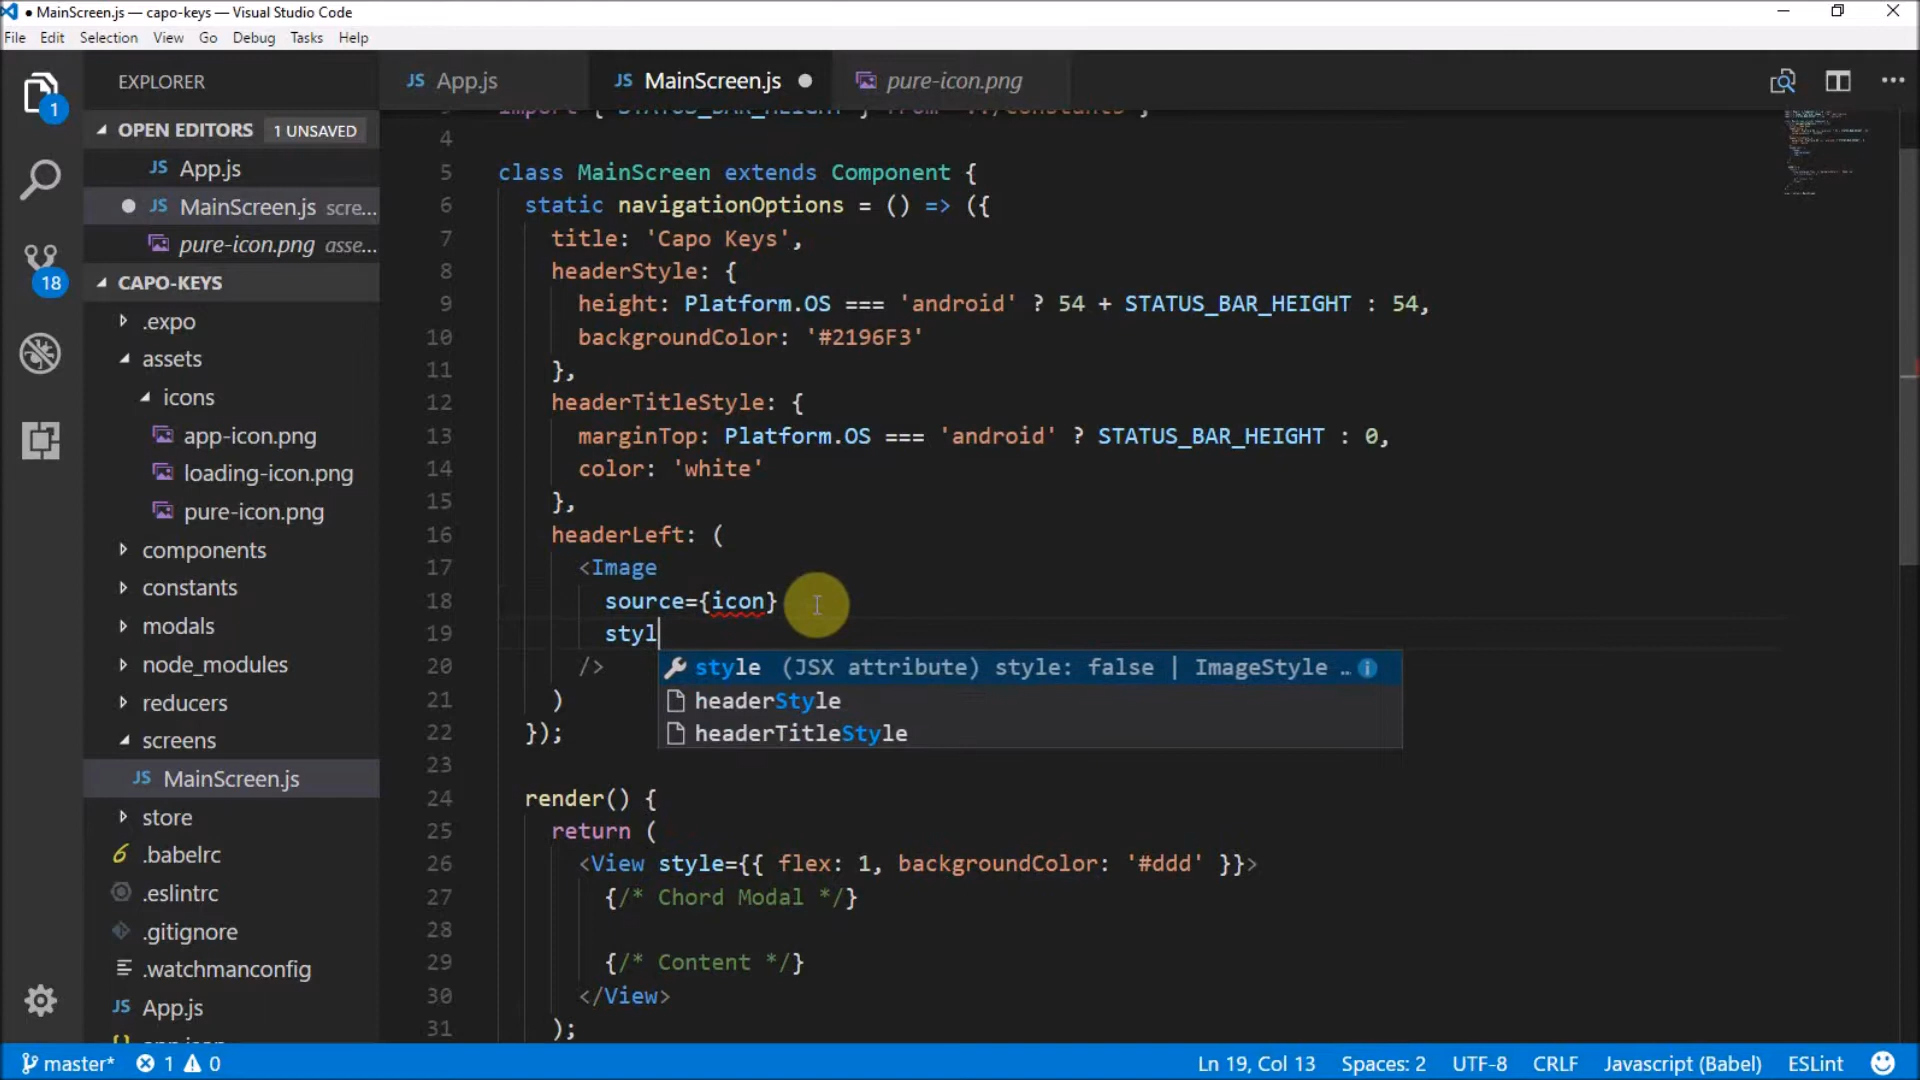 MainScreen.js — capo-keys — Visual Studio Code
File Edit Selection View Go Debug Tasks Help
1
18
EXPLORER
OPEN EDITORS 1 UNSAVED
JS App.js
JS MainScreen.js scre...
pure-icon.png asse...
CAPO-KEYS
.expo
assets
icons
app-icon.png
loading-icon.png
pure-icon.png
components
constants
modals
node_modules
reducers
screens
JS MainScreen.js
store
.babelrc
.eslintrc
.gitignore
.watchmanconfig
JS App.js
JS App.js
JS MainScreen.js
pure-icon.png
4
5 class MainScreen extends Component {
6 static navigationOptions = () => ({
7 title: 'Capo Keys',
8 headerStyle: {
9 height: Platform.OS === 'android' ? 54 + STATUS_BAR_HEIGHT : 54,
10 backgroundColor: '#2196F3'
11 },
12 headerTitleStyle: {
13 marginTop: Platform.OS === 'android' ? STATUS_BAR_HEIGHT : 0,
14 color: 'white'
15 },
16 headerLeft: (
17 <Image
18 source={icon}
19 styl
20 />
style (JSX attribute) style: false | ImageStyle ..
headerStyle
headerTitleStyle
21 )
22 });
23
24 render() {
25 return (
26 <View style={{ flex: 1, backgroundColor: '#ddd' }}>
27 {/* Chord Modal */}
28
29 {/* Content */}
30 </View>
31 );
master* 1 0
Ln 19, Col 13 Spaces: 2 UTF-8 CRLF Javascript (Babel) ESLint